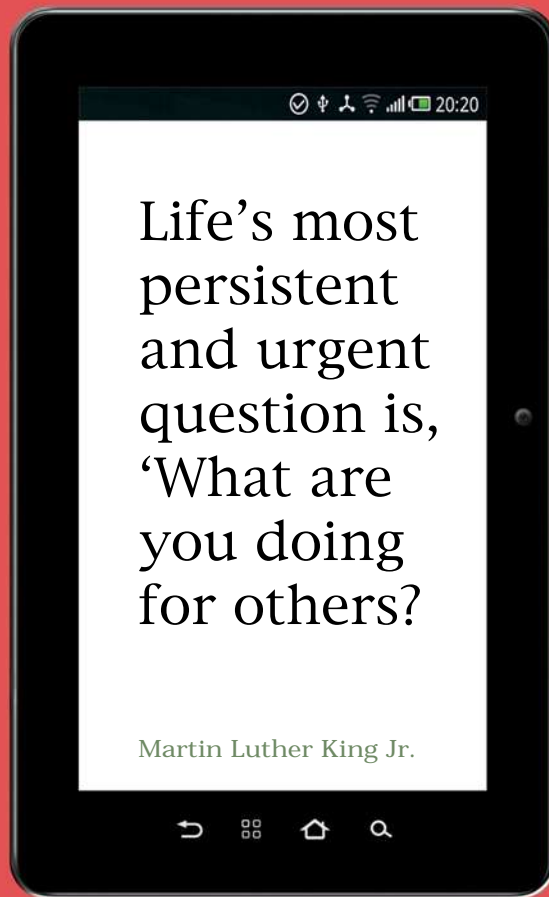 20:20
Life’s most
persistent
and urgent
question is,
‘What are
you doing
for others?
Martin Luther King Jr.